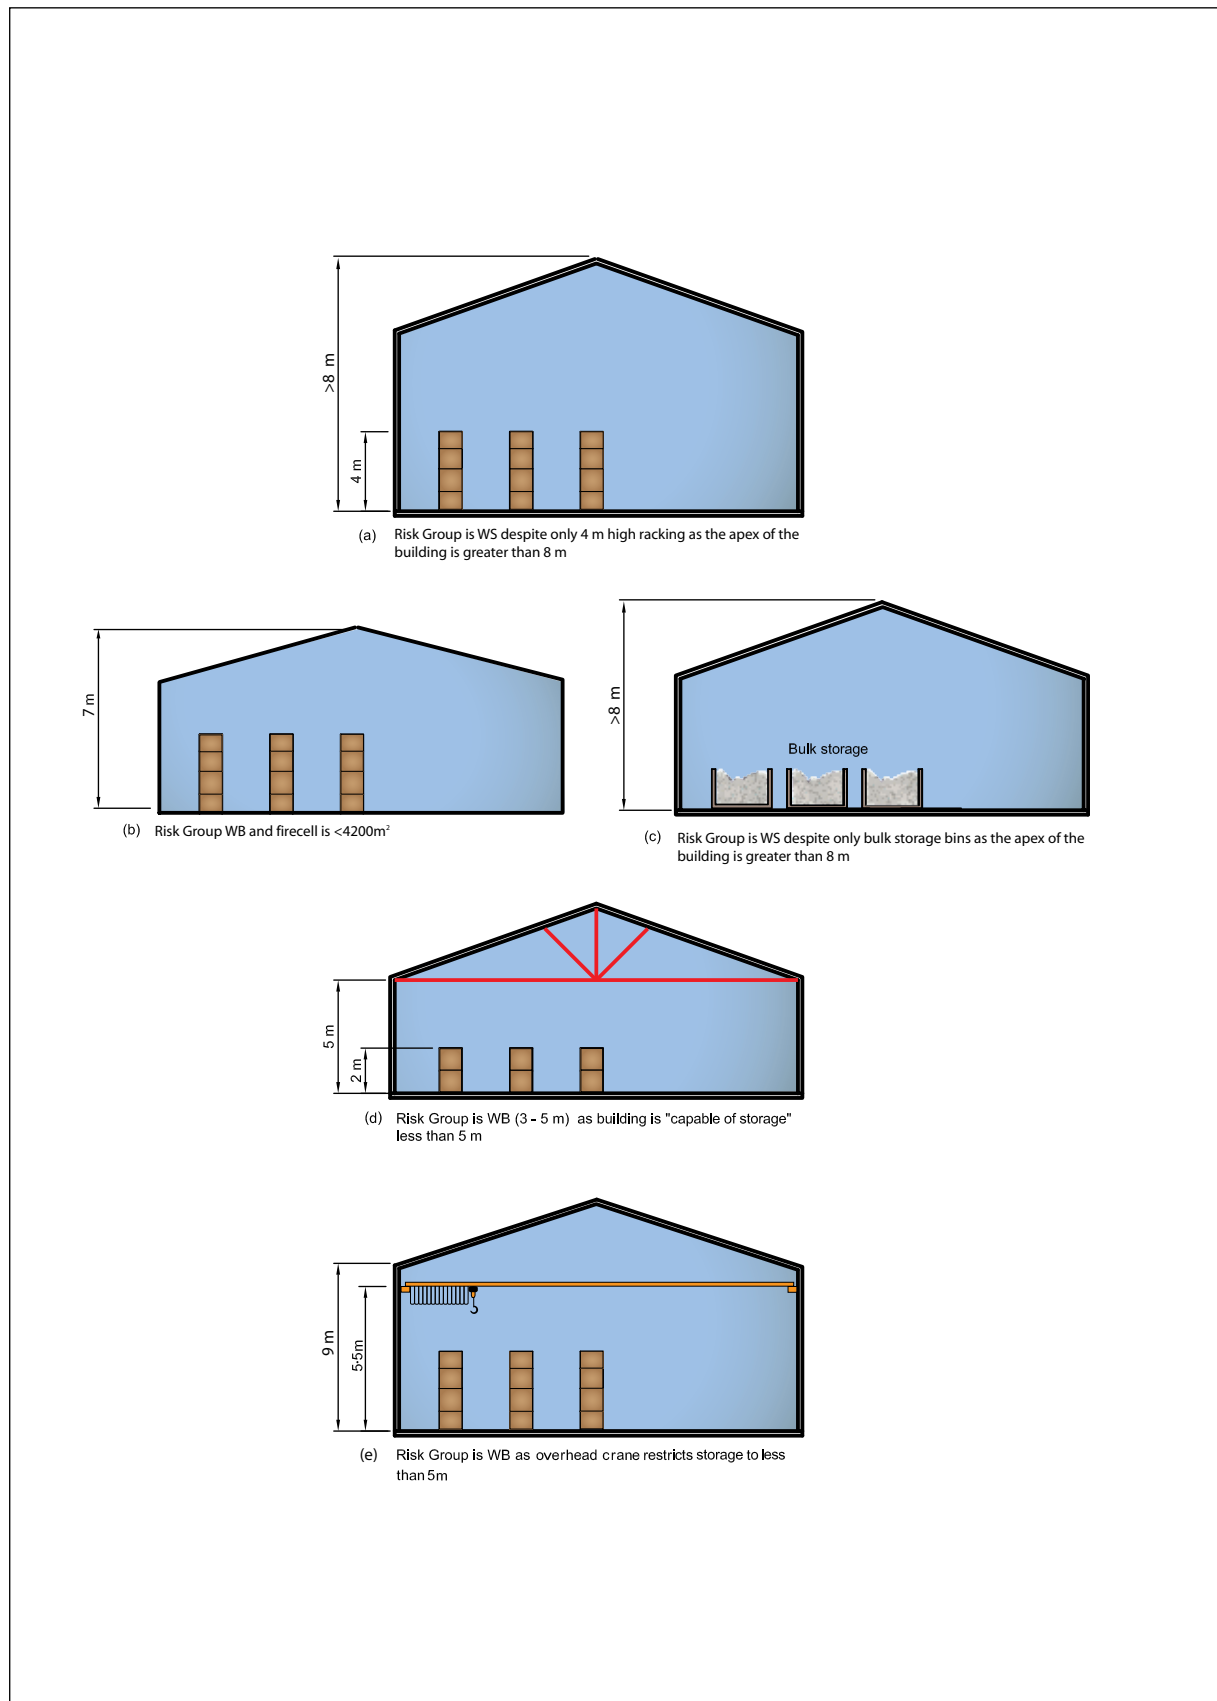 >8 m
4 m
(a) Risk Group is WS despite only 4 m high racking as the apex of the
building is greater than 8 m
7 m
(b) Risk Group WB and firecell is <4200m²
>8 m
Bulk storage
(c) Risk Group is WS despite only bulk storage bins as the apex of the
building is greater than 8 m
5 m
2 m
(d) Risk Group is WB (3 - 5 m) as building is "capable of storage"
less than 5 m
9 m
5·5m
(e) Risk Group is WB as overhead crane restricts storage to less
than 5m